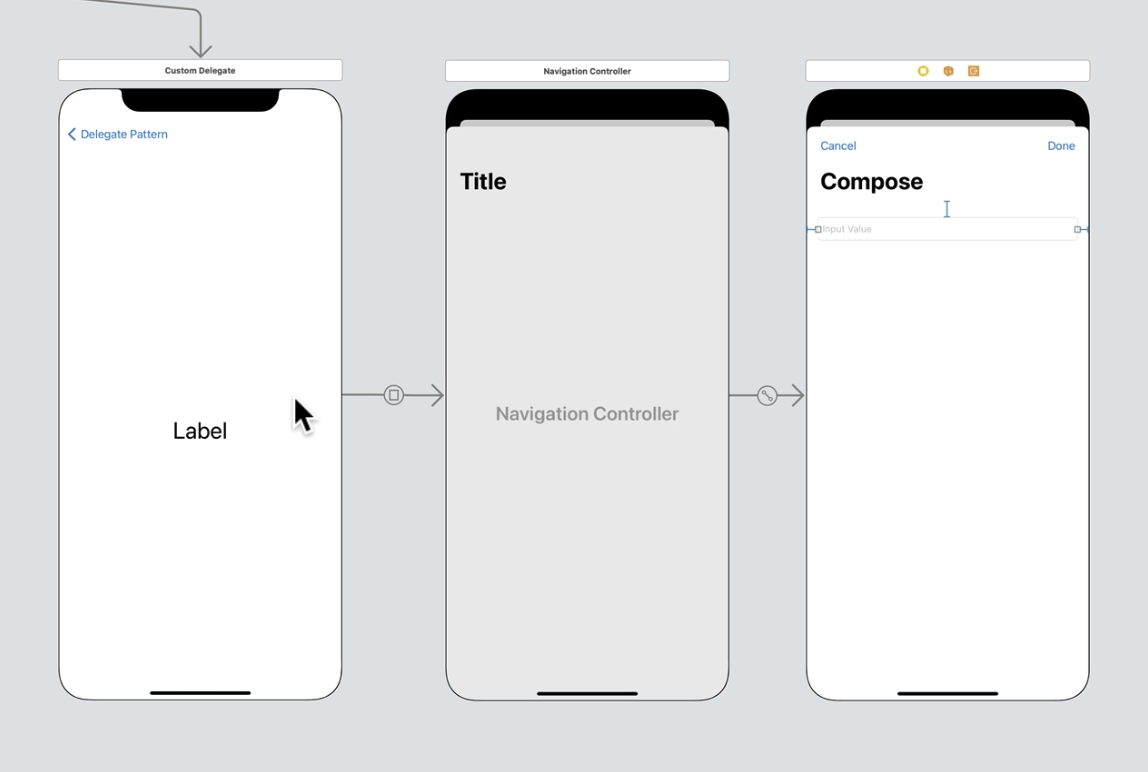 Custom Delegate
Delegate Pattern
Label
Navigation Controller
Title
Navigation Controller
Cancel
Done
Compose
Input Value